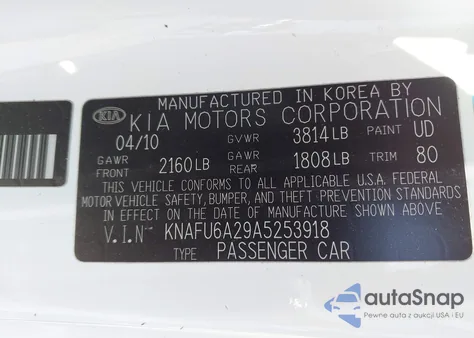 MANUFACTURED IN KOREA BY
KIA KIA MOTORS CORPORATION
04/10 GVWR 3814 LB PAINT UD
GAWR FRONT 2160 LB GAWR REAR 1808 LB TRIM 80
THIS VEHICLE CONFORMS TO ALL APPLICABLE U.S.A. FEDERAL
MOTOR VEHICLE SAFETY, BUMPER, AND THEFT PREVENTION STANDARDS
IN EFFECT ON THE DATE OF MANUFACTURE SHOWN ABOVE.
V.I.N KNAFU6A29A5253918
TYPE PASSENGER CAR
autoSnap
Pewne auta z aukcji USA i EU